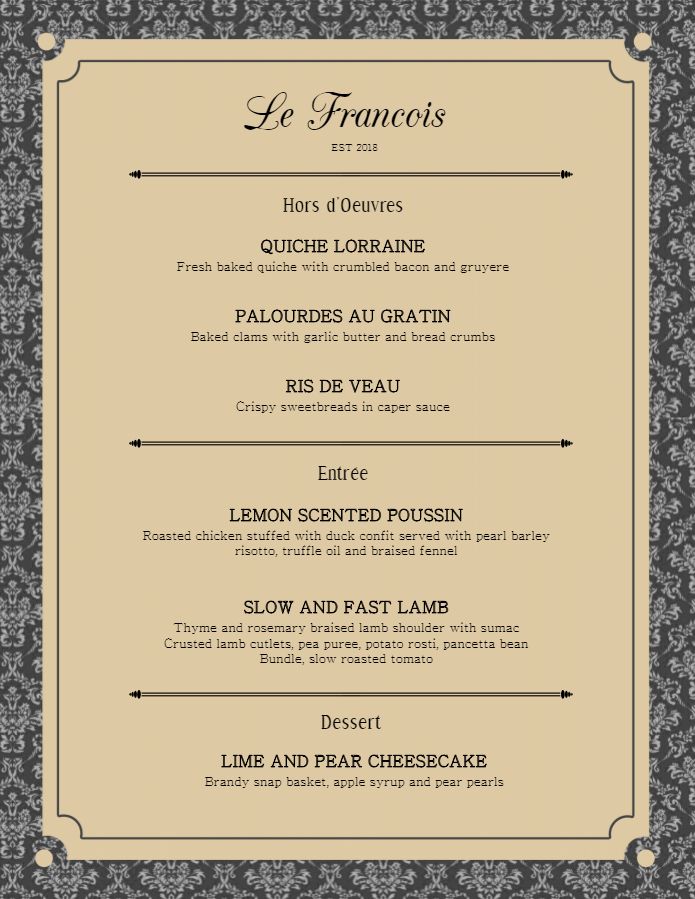 Le Francois
EST 2018
Hors d'Oeuvres
QUICHE LORRAINE
Fresh baked quiche with crumbled bacon and gruyere
PALOURDES AU GRATIN
Baked clams with garlic butter and bread crumbs
RIS DE VEAU
Crispy sweetbreads in caper sauce
Entrée
LEMON SCENTED POUSSIN
Roasted chicken stuffed with duck confit served with pearl barley
risotto, truffle oil and braised fennel
SLOW AND FAST LAMB
Thyme and rosemary braised lamb shoulder with sumac
Crusted lamb cutlets, pea puree, potato rosti, pancetta bean
Bundle, slow roasted tomato
Dessert
LIME AND PEAR CHEESECAKE
Brandy snap basket, apple syrup and pear pearls